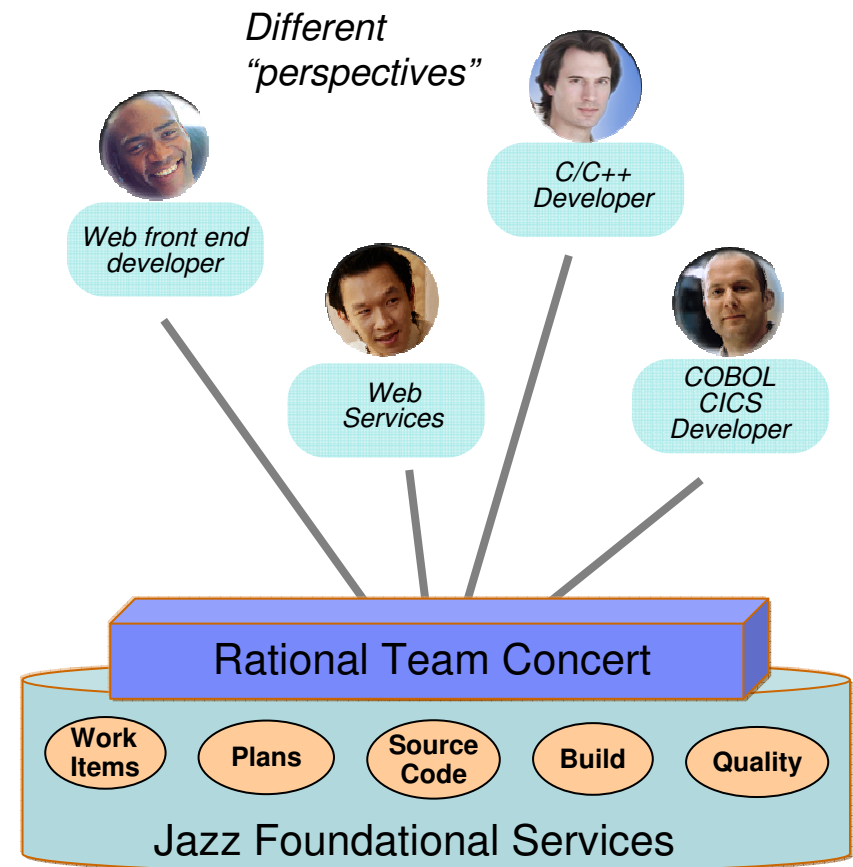 Different
“perspectives”
C/C++
Developer
Web front end
developer
Web
Services
COBOL
CICS
Developer
Rational Team Concert
Work
Items
Plans
Source
Code
Build
Quality
Jazz Foundational Services